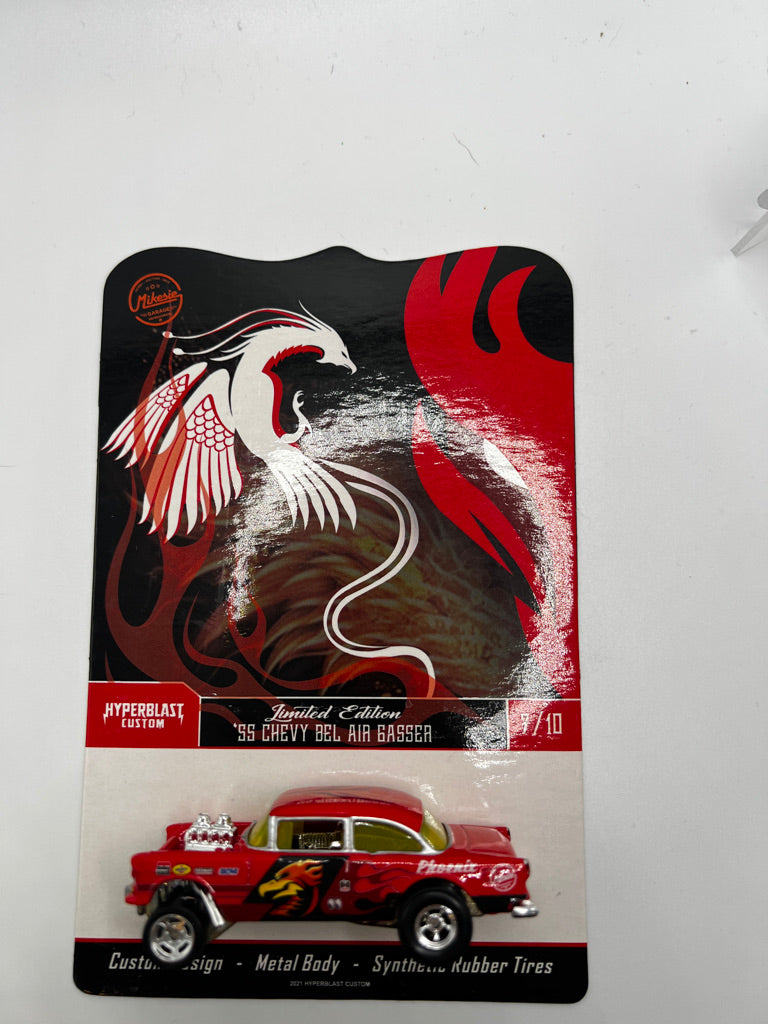 Mikesie
GARAGE
HYPERBLAST
CUSTOM
Limited Edition
'55 CHEVY BEL AIR GASSER
/10
Phoenix
Custom Design - Metal Body - Synthetic Rubber Tires
2021 HYPERBLAST CUSTOM